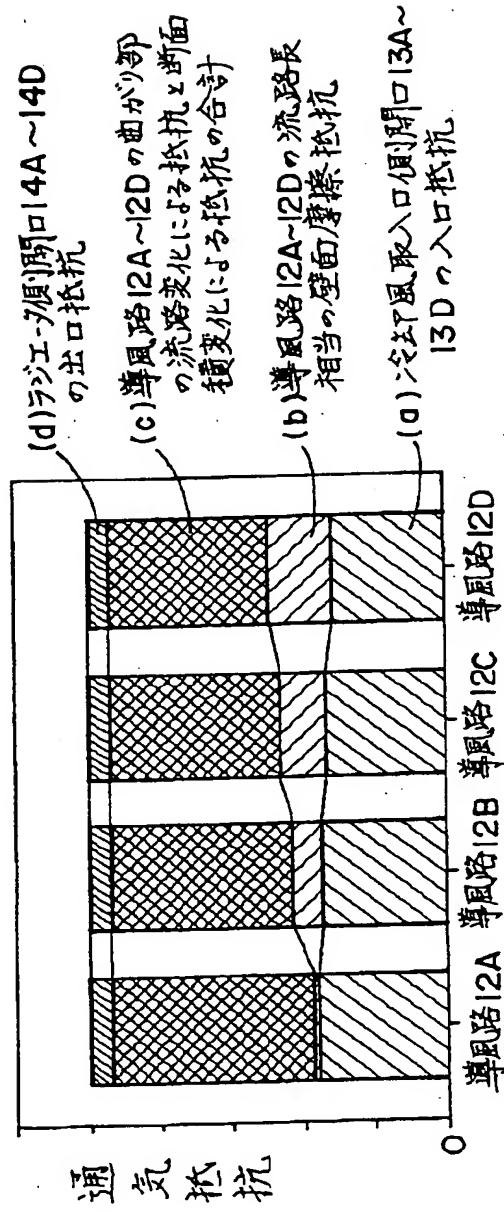 通気抵抗
0
導風路12A
導風路12B
導風路12C
導風路12D
(d)ラジエータ側開口14A～14D
の出口抵抗
(c)導風路12A～12Dの曲がり部
の流路変化による抵抗と断面
積変化による抵抗の合計
(b)導風路12A～12Dの流路長
相当の壁面摩擦抵抗
(a)冷却風取入口側開口13A～
13Dの入口抵抗